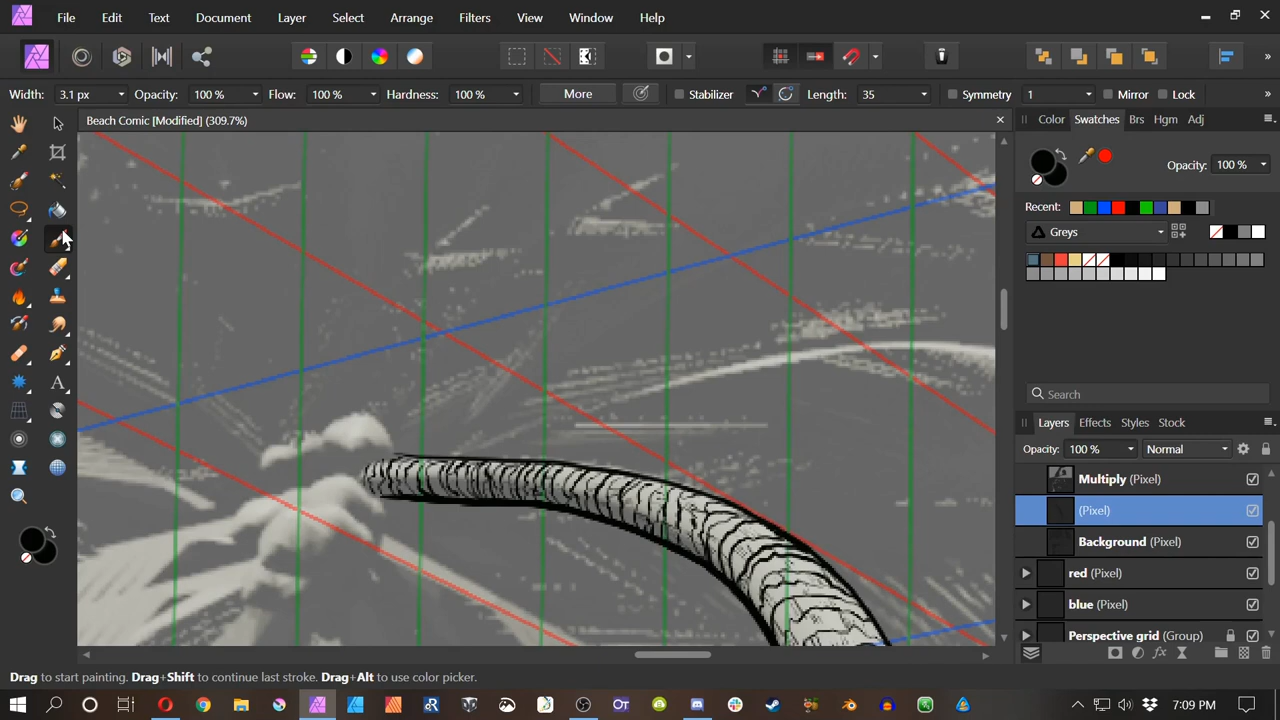 File Edit Text Document Layer Select Arrange Filters View Window Help
Width: 3.1 px Opacity: 100 % Flow: 100 % Hardness: 100 % More Stabilizer Length: 35 Symmetry 1 Mirror Lock
Beach Comic [Modified] (309.7%)
Color Swatches Brs Hgm Adj
Opacity: 100 %
Recent:
Greys
Search
Layers Effects Styles Stock
Opacity: 100 % Normal
Multiply (Pixel)
(Pixel)
Background (Pixel)
red (Pixel)
blue (Pixel)
Perspective grid (Group)
Drag to start painting. Drag+Shift to continue last stroke. Drag+Alt to use color picker.
7:09 PM